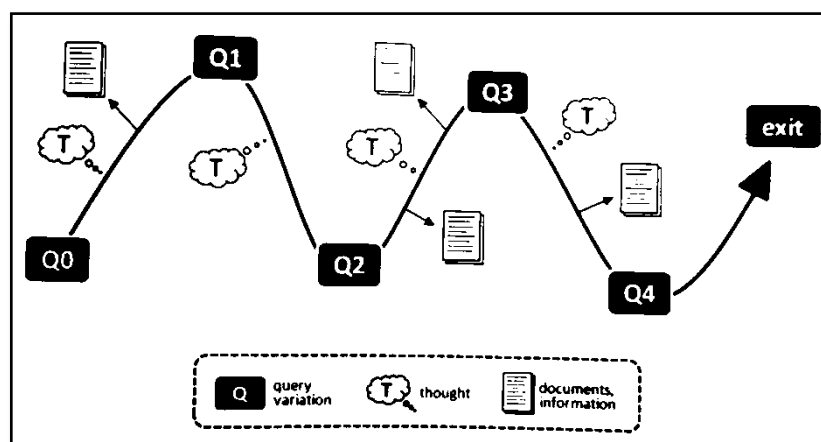 Q1
Q3
T
exit
T
T
T
Q0
Q2
Q4
Q
query
variation
T
thought
documents,
information